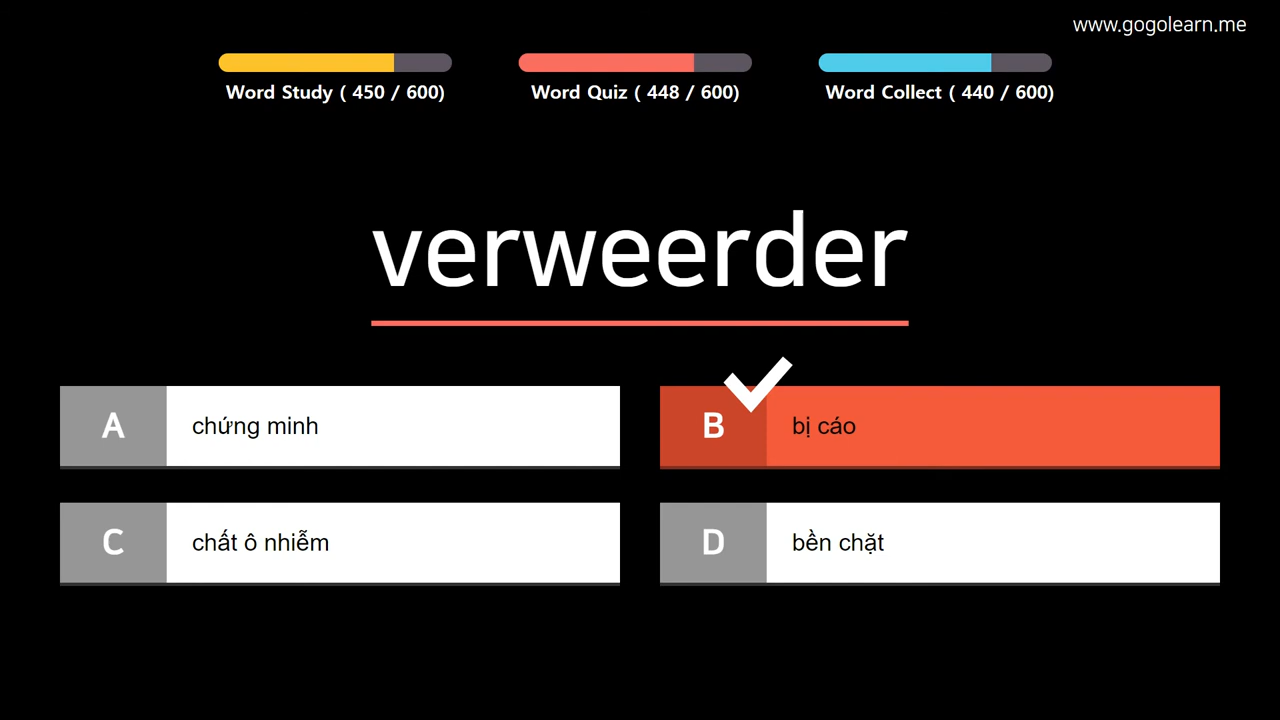 www.gogolearn.me
Word Study ( 450 / 600)
Word Quiz ( 448 / 600)
Word Collect ( 440 / 600)
verweerder
A chứng minh
B bị cáo
C chất ô nhiễm
D bền chặt